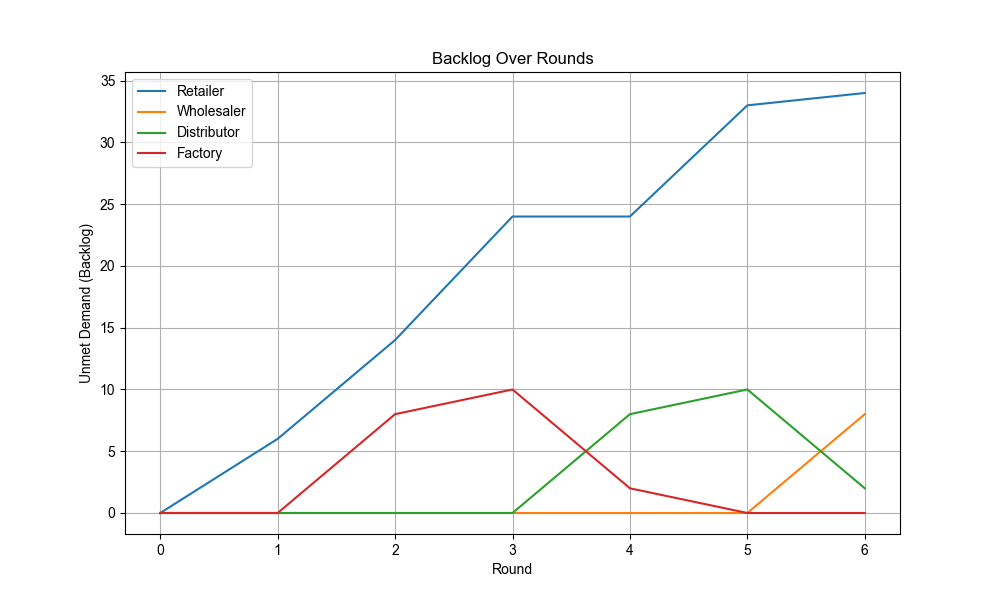 Backlog Over Rounds
Unmet Demand (Backlog)
35
30
25
20
15
10
5
0
Retailer
Wholesaler
Distributor
Factory
0 1 2 3 4 5 6
Round